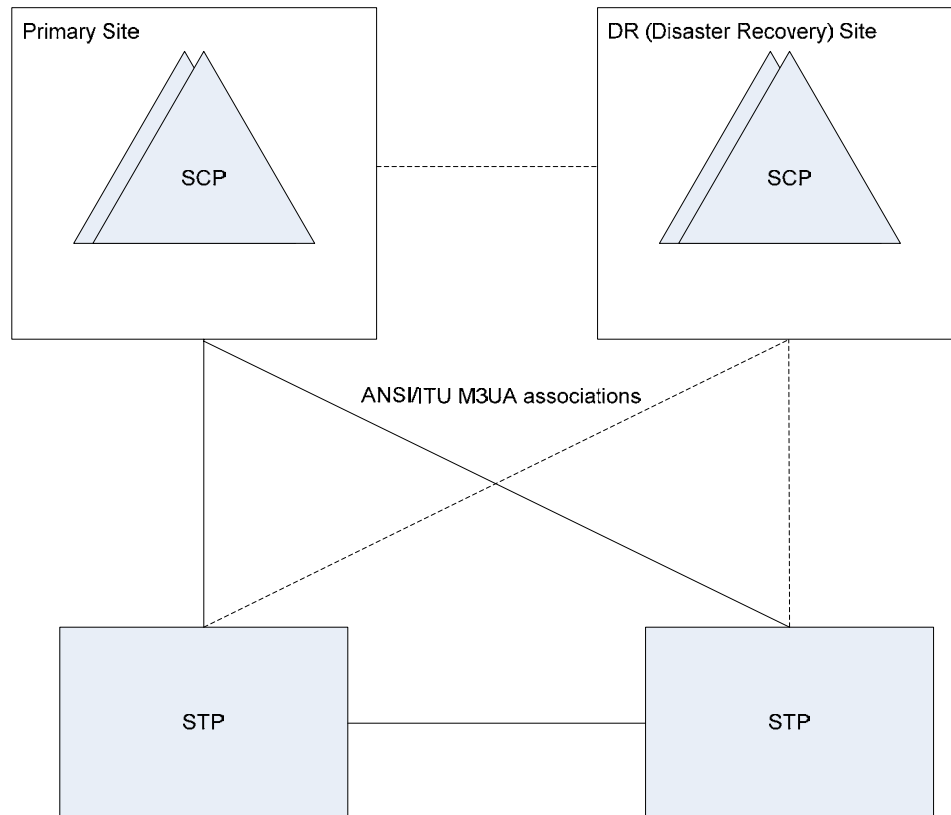 Primary Site
DR (Disaster Recovery) Site
SCP
SCP
ANSI/ITU M3UA associations
STP
STP